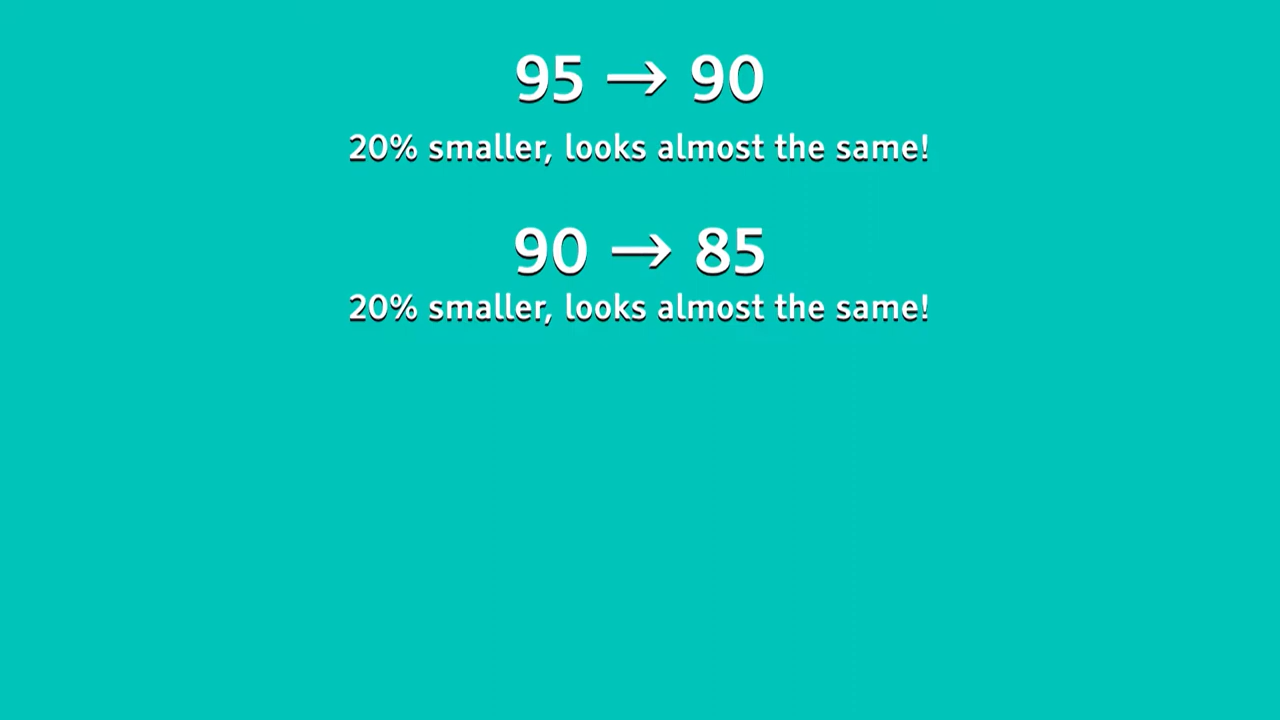 95 → 90
20% smaller, looks almost the same!
90 → 85
20% smaller, looks almost the same!